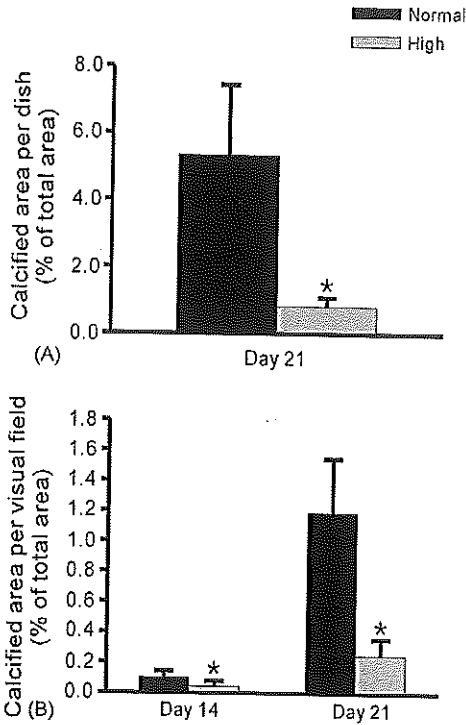 Normal
High
Calcified area per dish
(% of total area)
8.0
6.0
4.0
2.0
0.0
*
(A)
Day 21
Calcified area per visual field
(% of total area)
1.8
1.6
1.4
1.2
1.0
0.8
0.6
0.4
0.2
0.0
*
*
(B)
Day 14
Day 21